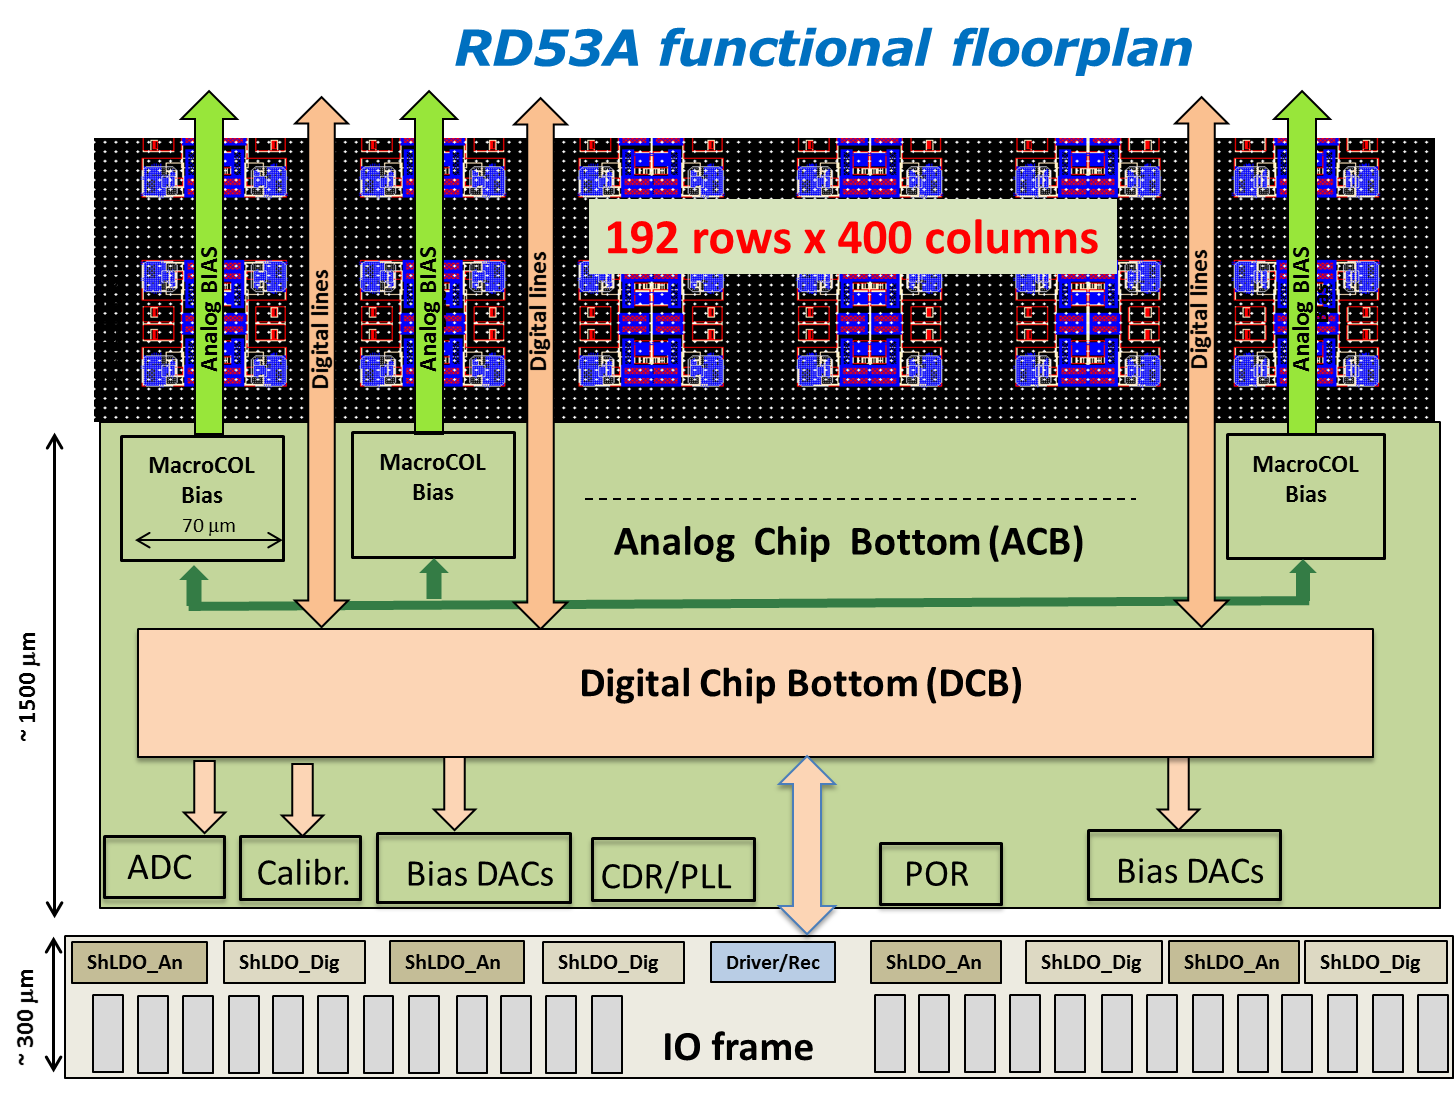 RD53A functional floorplan
192 rows x 400 columns
Analog BIAS
Digital lines
Analog BIAS
Digital lines
Digital lines
Analog BIAS
MacroCOL
Bias
70 µm
MacroCOL
Bias
MacroCOL
Bias
Analog Chip Bottom (ACB)
Digital Chip Bottom (DCB)
~ 1500 µm
ADC
Calibr.
Bias DACs
CDR/PLL
POR
Bias DACs
~ 300 µm
ShLDO_An
ShLDO_Dig
ShLDO_An
ShLDO_Dig
Driver/Rec
ShLDO_An
ShLDO_Dig
ShLDO_An
ShLDO_Dig
IO frame